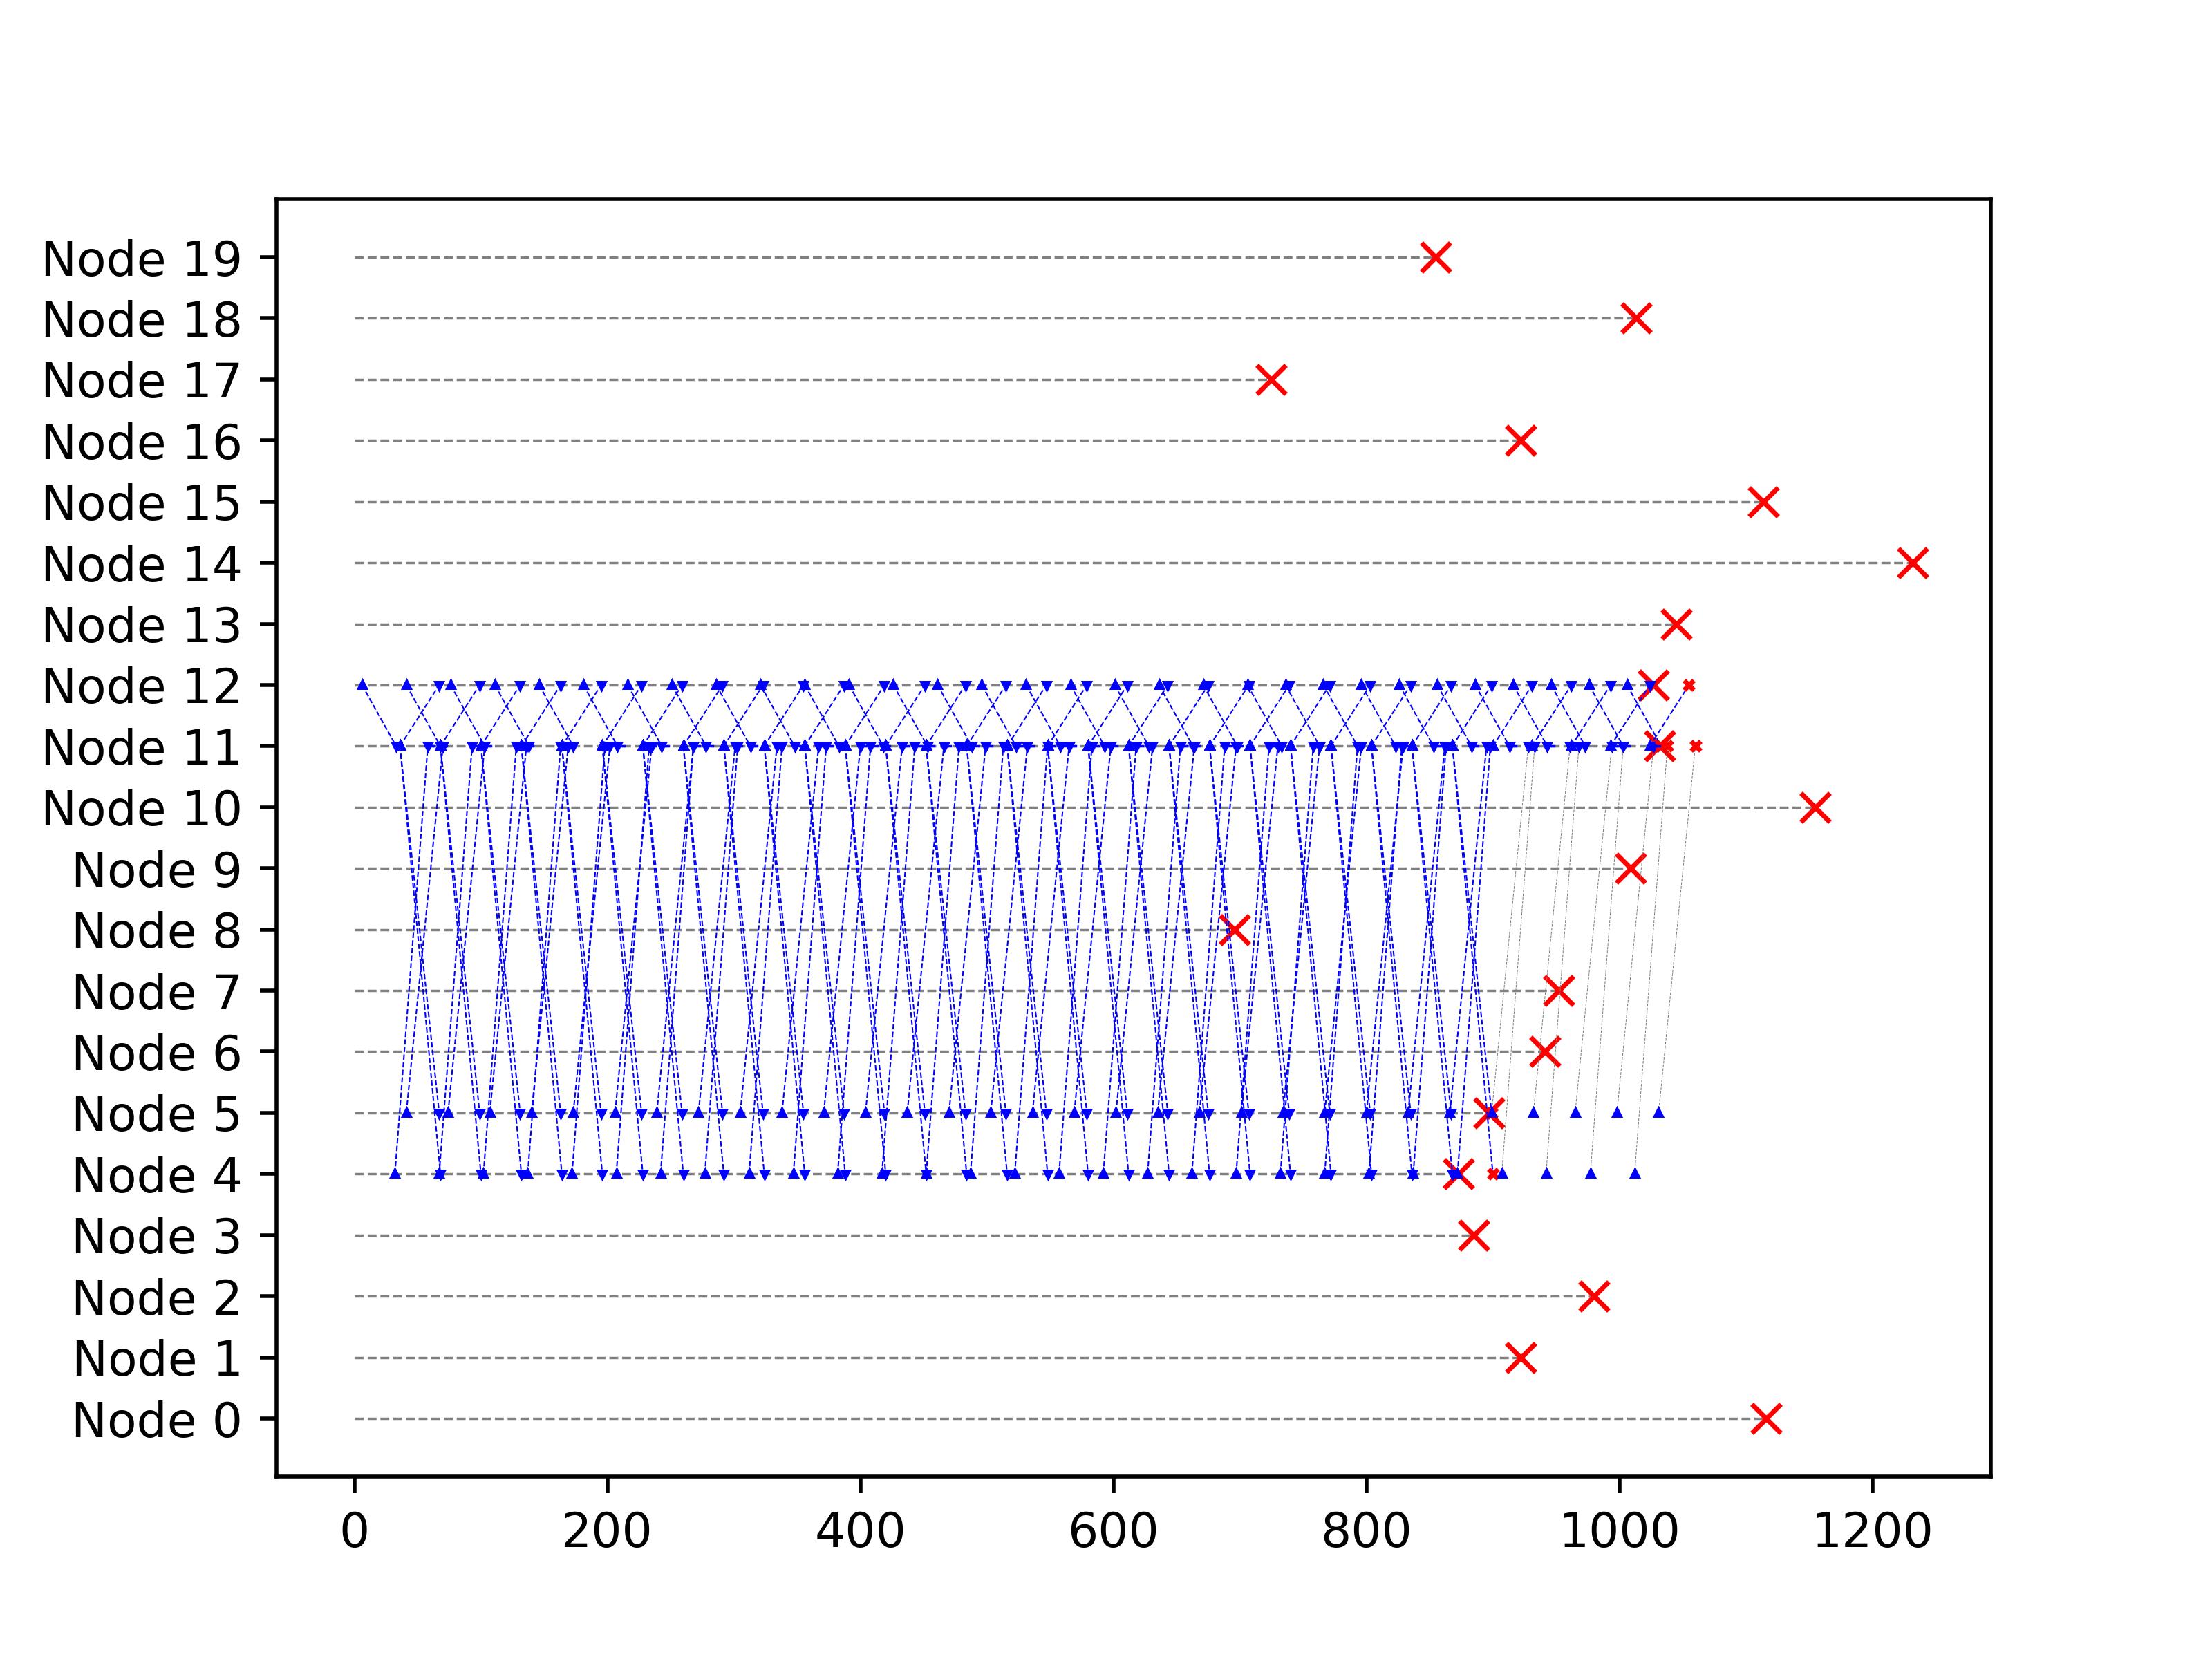 Node 19
Node 18
Node 17
Node 16
Node 15
Node 14
Node 13
Node 12
Node 11
Node 10
Node 9
Node 8
Node 7
Node 6
Node 5
Node 4
Node 3
Node 2
Node 1
Node 0
0 200 400 600 800 1000 1200